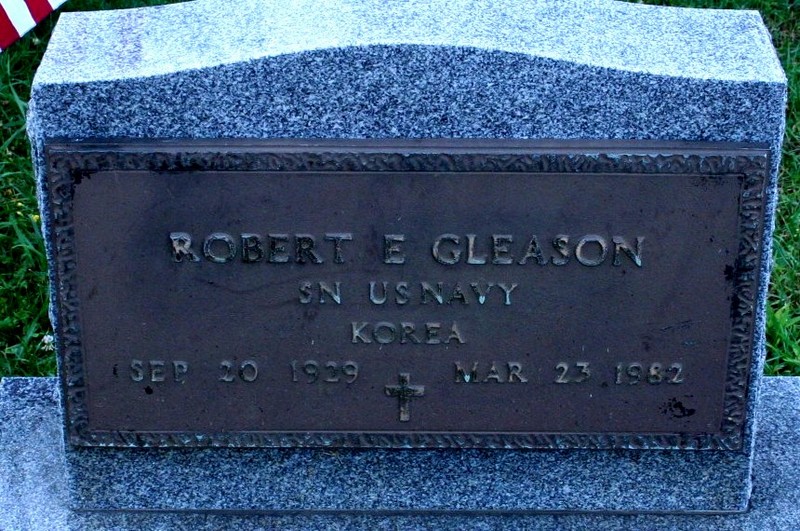 ROBERT E GLEASON
SN US NAVY
KOREA
SEP 20 1929 MAR 23 1982